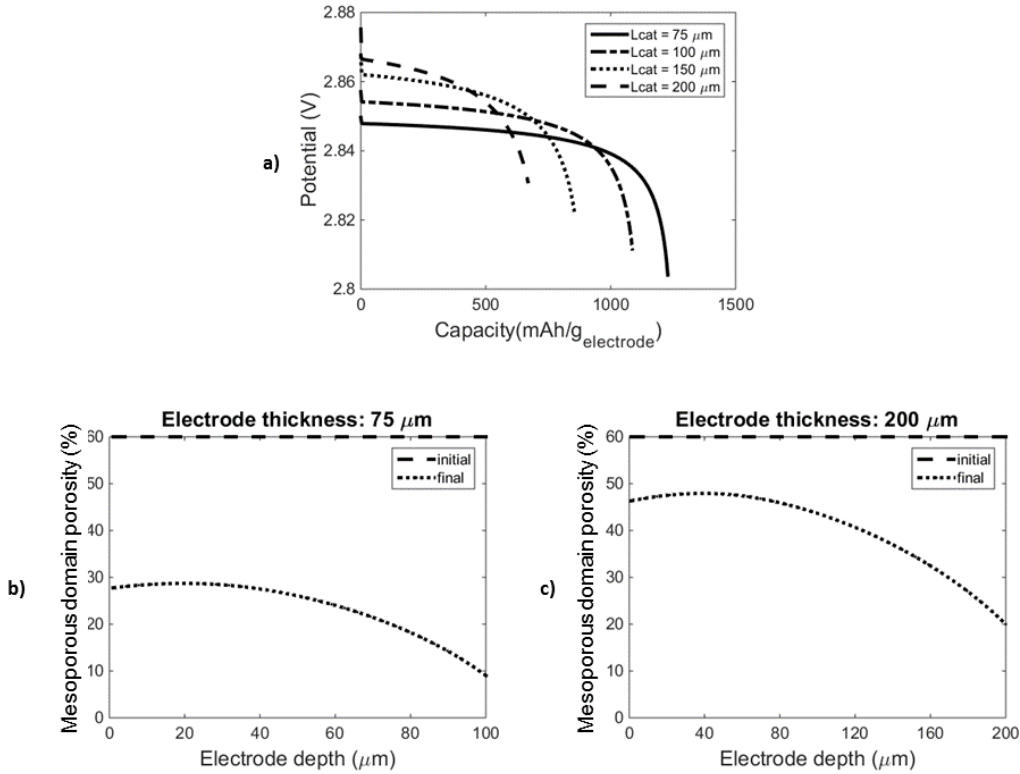 a)
2.88
2.86
2.84
2.82
2.8
Potential (V)
Lcat = 75 μm
Lcat = 100 μm
Lcat = 150 μm
Lcat = 200 μm
0 500 1000 1500
Capacity(mAh/g_electrode)
b)
Electrode thickness: 75 μm
Mesoporous domain porosity (%)
60
50
40
30
20
10
0
initial
final
0 20 40 60 80 100
Electrode depth (μm)
c)
Electrode thickness: 200 μm
Mesoporous domain porosity (%)
60
50
40
30
20
10
0
initial
final
0 40 80 120 160 200
Electrode depth (μm)